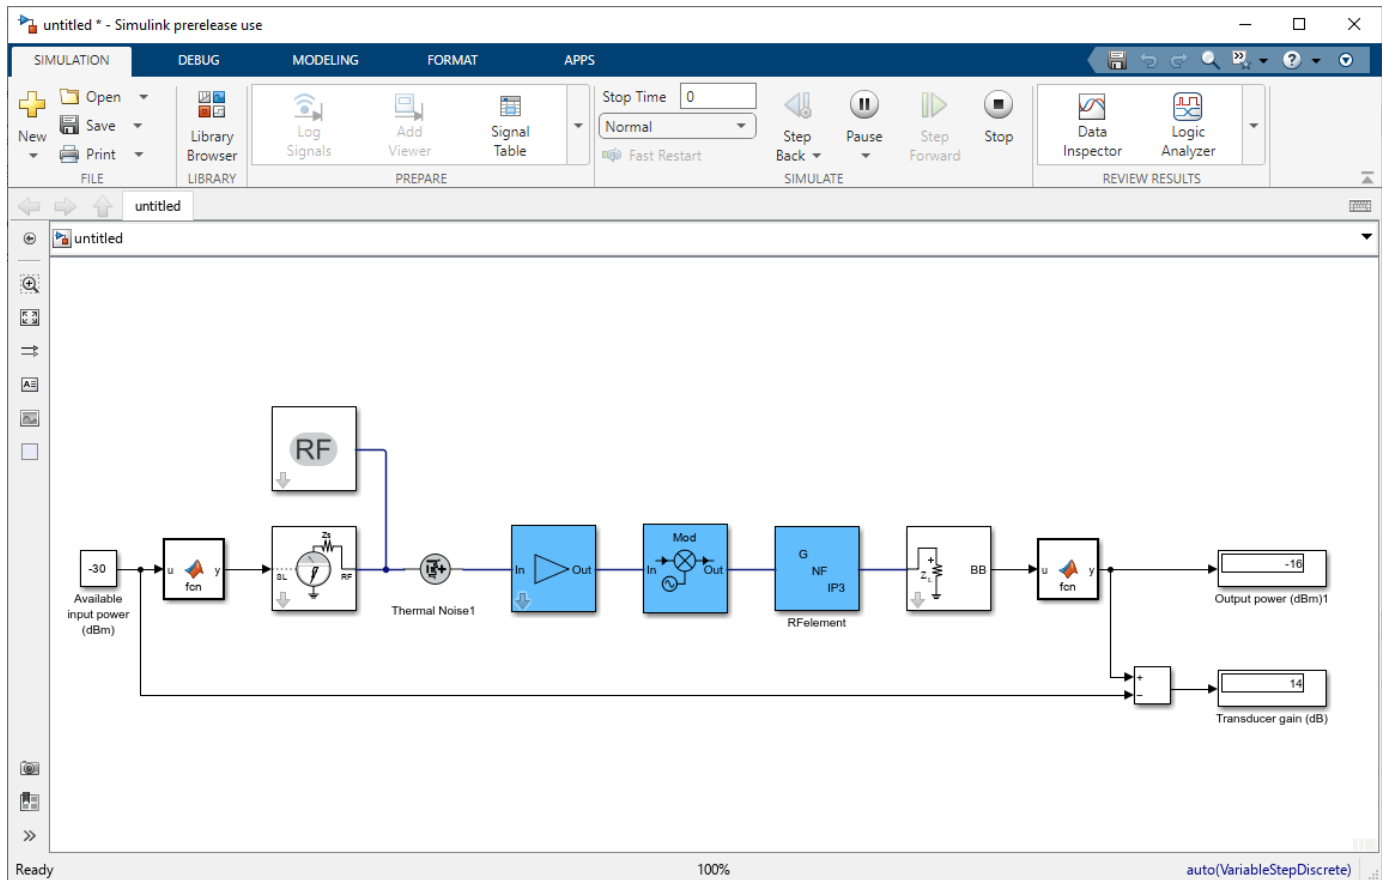 untitled * - Simulink prerelease use
SIMULATION DEBUG MODELING FORMAT APPS
New
Open
Save
Print
FILE
Library
Browser
LIBRARY
Log
Signals
Add
Viewer
Signal
Table
PREPARE
Stop Time 0
Normal
Fast Restart
Step
Back
Pause
Step
Forward
Stop
SIMULATE
Data
Inspector
Logic
Analyzer
REVIEW RESULTS
untitled
untitled
RF
-30
Available
input power
(dBm)
u y
fcn
Zs
SL RF
Thermal Noise1
In Out
Mod
In Out
G
NF
IP3
RFelement
+
Z L
BB
u y
fcn
-16
Output power (dBm)1
+
−
14
Transducer gain (dB)
Ready
100%
auto(VariableStepDiscrete)